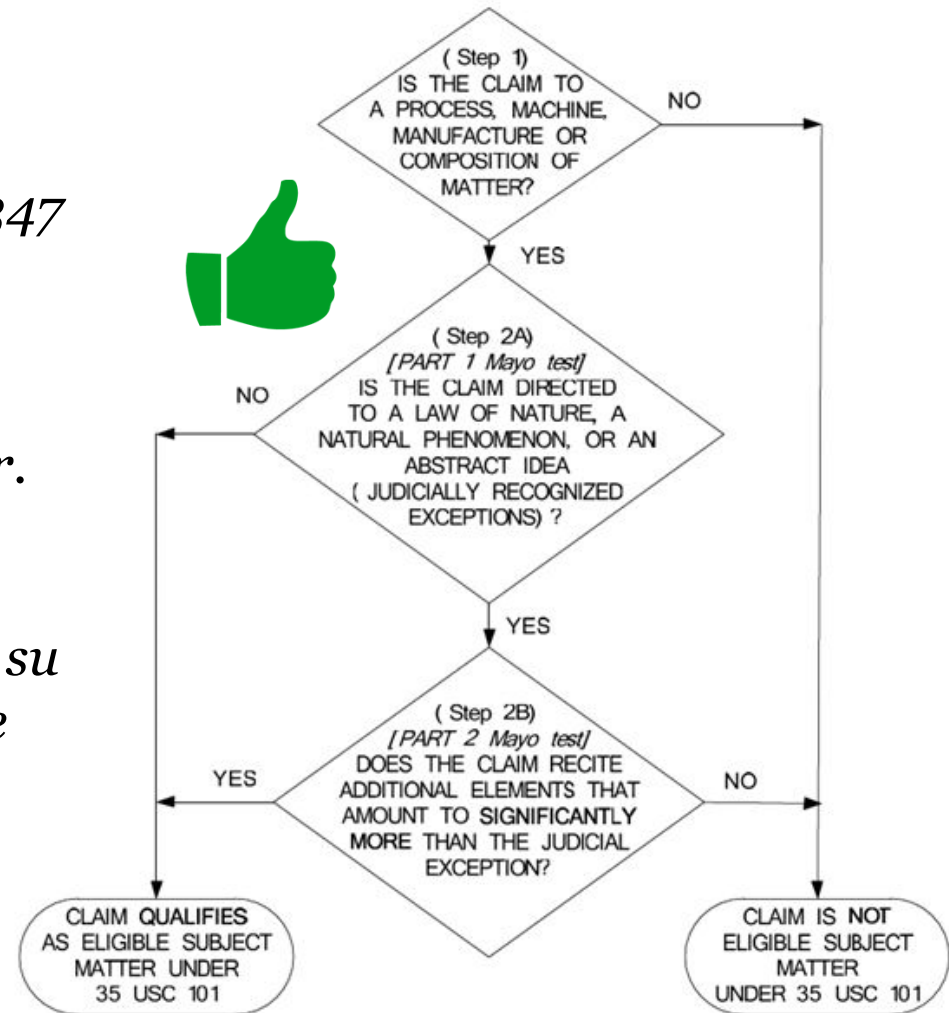 347
r.
su
e
( Step 1)
IS THE CLAIM TO
A PROCESS, MACHINE,
MANUFACTURE OR
COMPOSITION OF
MATTER?
NO
YES
( Step 2A)
[PART 1 Mayo test]
IS THE CLAIM DIRECTED
TO A LAW OF NATURE, A
NATURAL PHENOMENON, OR AN
ABSTRACT IDEA
( JUDICIALLY RECOGNIZED
EXCEPTIONS) ?
NO
YES
( Step 2B)
[PART 2 Mayo test]
DOES THE CLAIM RECITE
ADDITIONAL ELEMENTS THAT
AMOUNT TO SIGNIFICANTLY
MORE THAN THE JUDICIAL
EXCEPTION?
YES
NO
CLAIM QUALIFIES
AS ELIGIBLE SUBJECT
MATTER UNDER
35 USC 101
CLAIM IS NOT
ELIGIBLE SUBJECT
MATTER
UNDER 35 USC 101